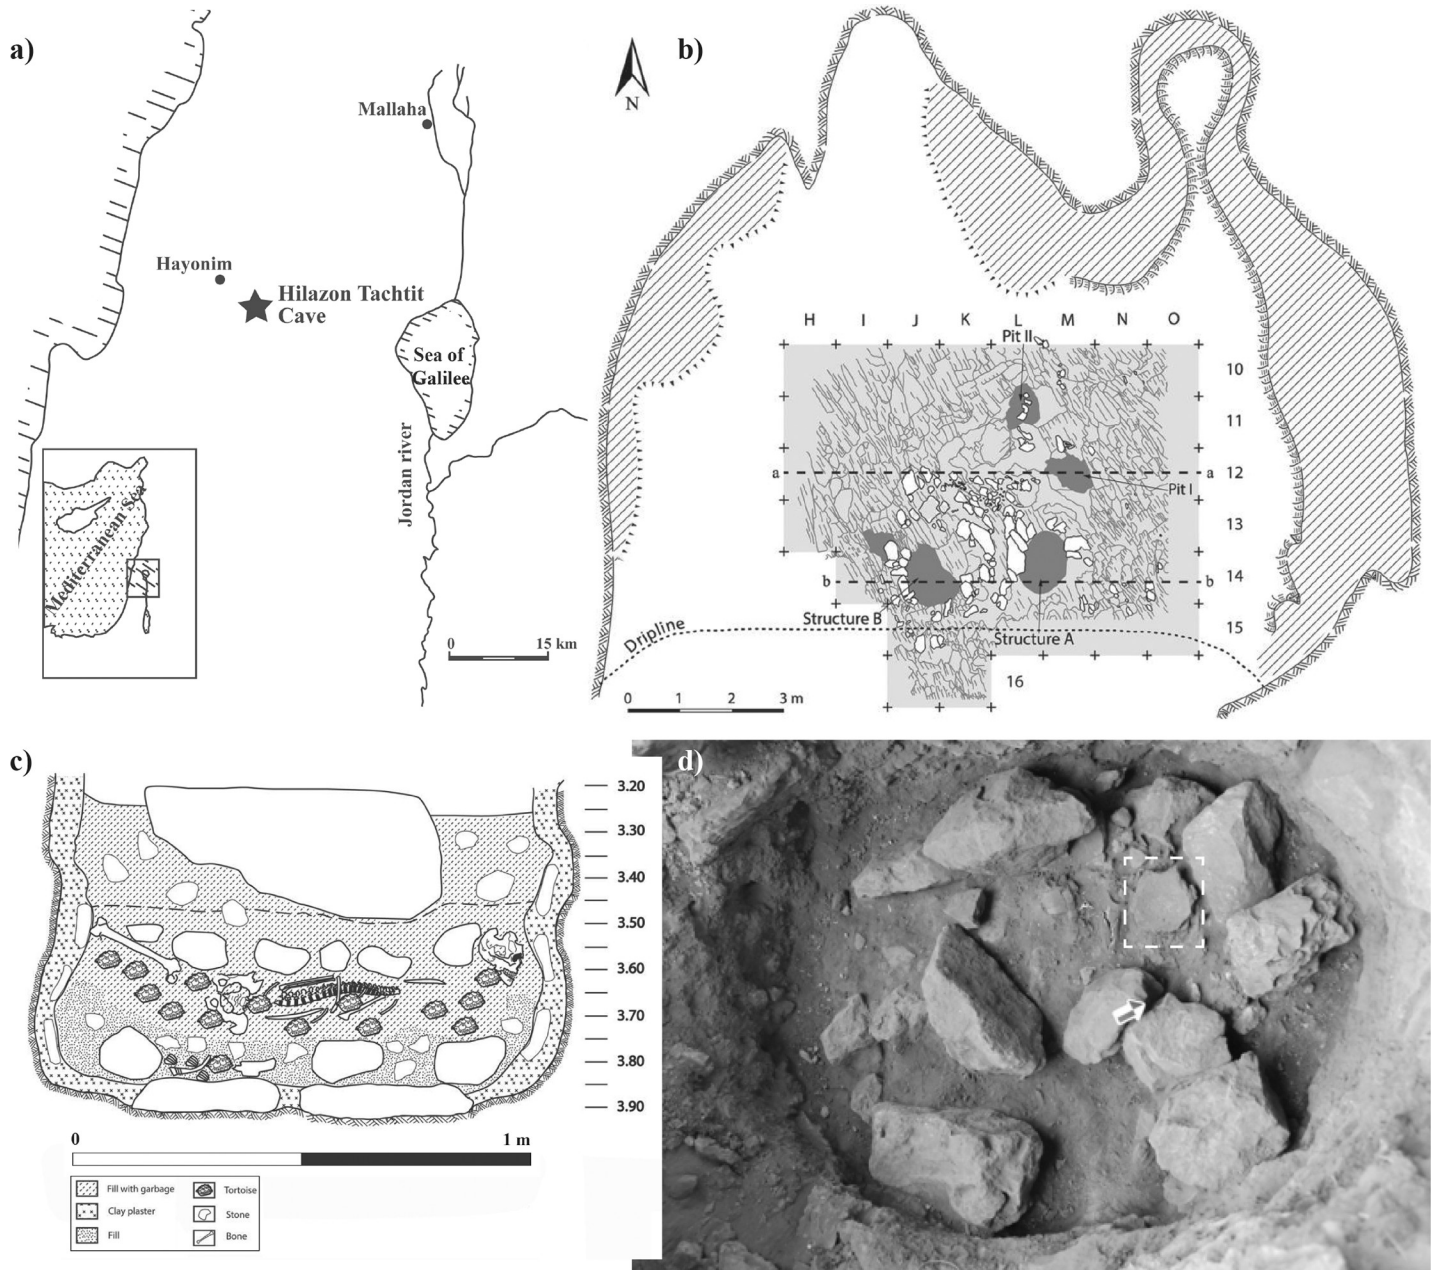 a)
Mallaha
Hayonim
Hilazon Tachtit
Cave
Sea of
Galilee
Jordan river
Mediterranean Sea
0 15 km
N
b)
H I J K L M N O
Pit II
10
11
a a 12
Pit I
13
b b 14
Structure B
Structure A
15
Dripline
16
0 1 2 3 m
c)
3.20
3.30
3.40
3.50
3.60
3.70
3.80
3.90
0 1 m
Fill with garbage Tortoise
Clay plaster Stone
Fill Bone
d)